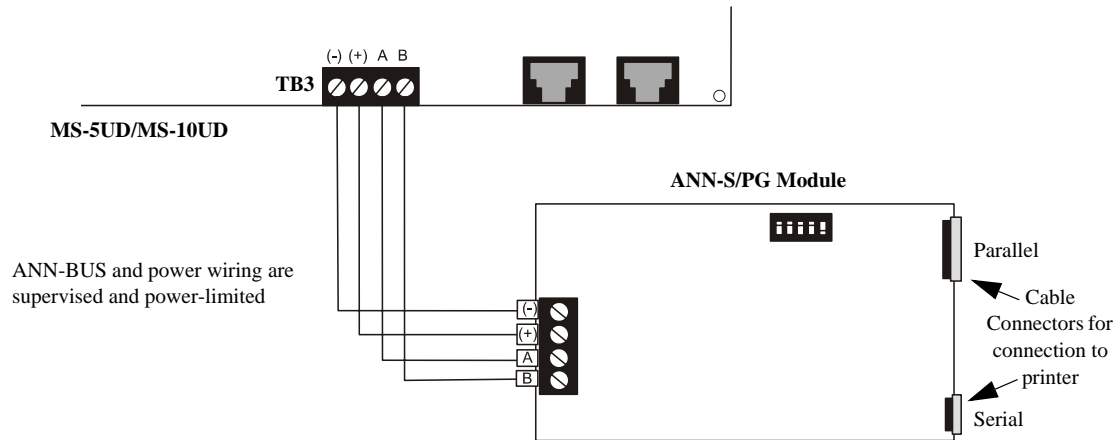 (-) (+) A B
TB3
MS-5UD/MS-10UD
ANN-S/PG Module
Parallel
ANN-BUS and power wiring are
supervised and power-limited
(-)
(+)
A
B
Cable
Connectors for
connection to
printer
Serial